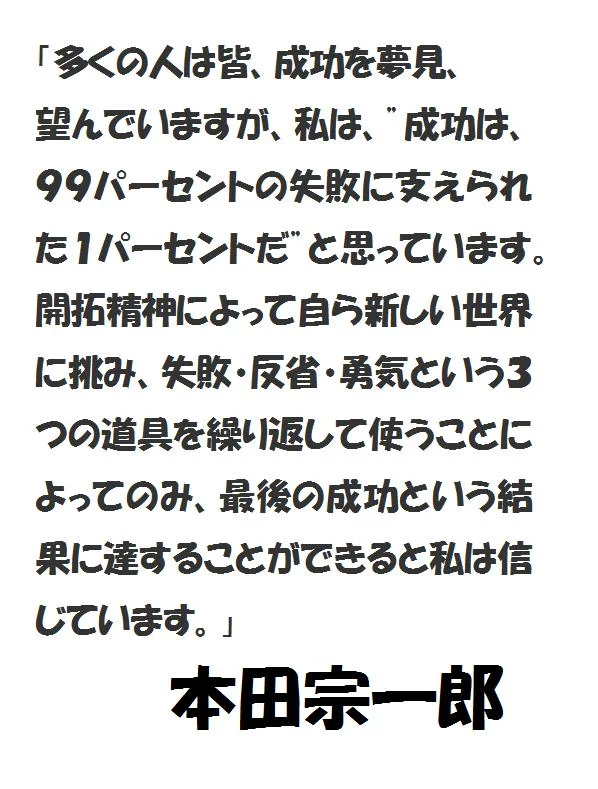 「多くの人は皆、成功を夢見、
望んでいますが、私は、"成功は、
99パーセントの失敗に支えられ
た1パーセントだ"と思っています。
開拓精神によって自ら新しい世界
に挑み、失敗・反省・勇気という3
つの道具を繰り返して使うことに
よってのみ、最後の成功という結
果に達することができると私は信
じています。」
本田宗一郎